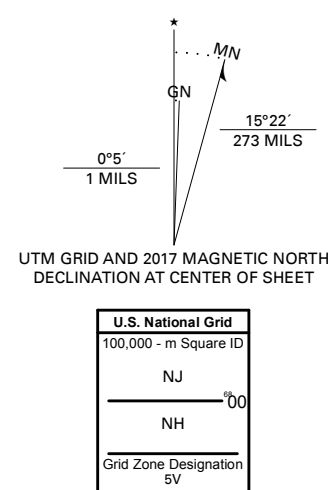 ★
MN
GN
15°22´
273 MILS
0°5´
1 MILS
UTM GRID AND 2017 MAGNETIC NORTH
DECLINATION AT CENTER OF SHEET
U.S. National Grid
100,000 - m Square ID
NJ
⁶⁸00
NH
Grid Zone Designation
5V